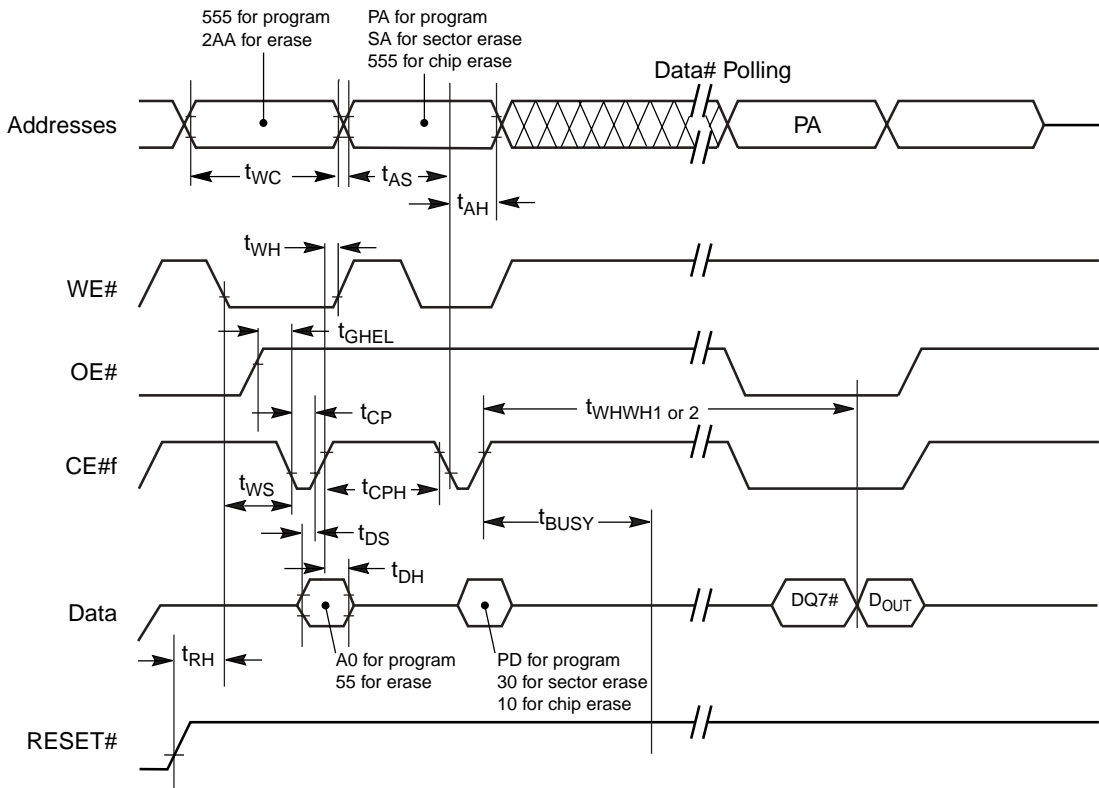 555 for program
2AA for erase
PA for program
SA for sector erase
555 for chip erase
Data# Polling
Addresses
PA
tWC
tAS
tAH
tWH
WE#
tGHEL
OE#
tWHWH1 or 2
tCP
CE#f
tWS
tCPH
tBUSY
tDS
tDH
Data
DQ7#
DOUT
tRH
A0 for program
55 for erase
PD for program
30 for sector erase
10 for chip erase
RESET#